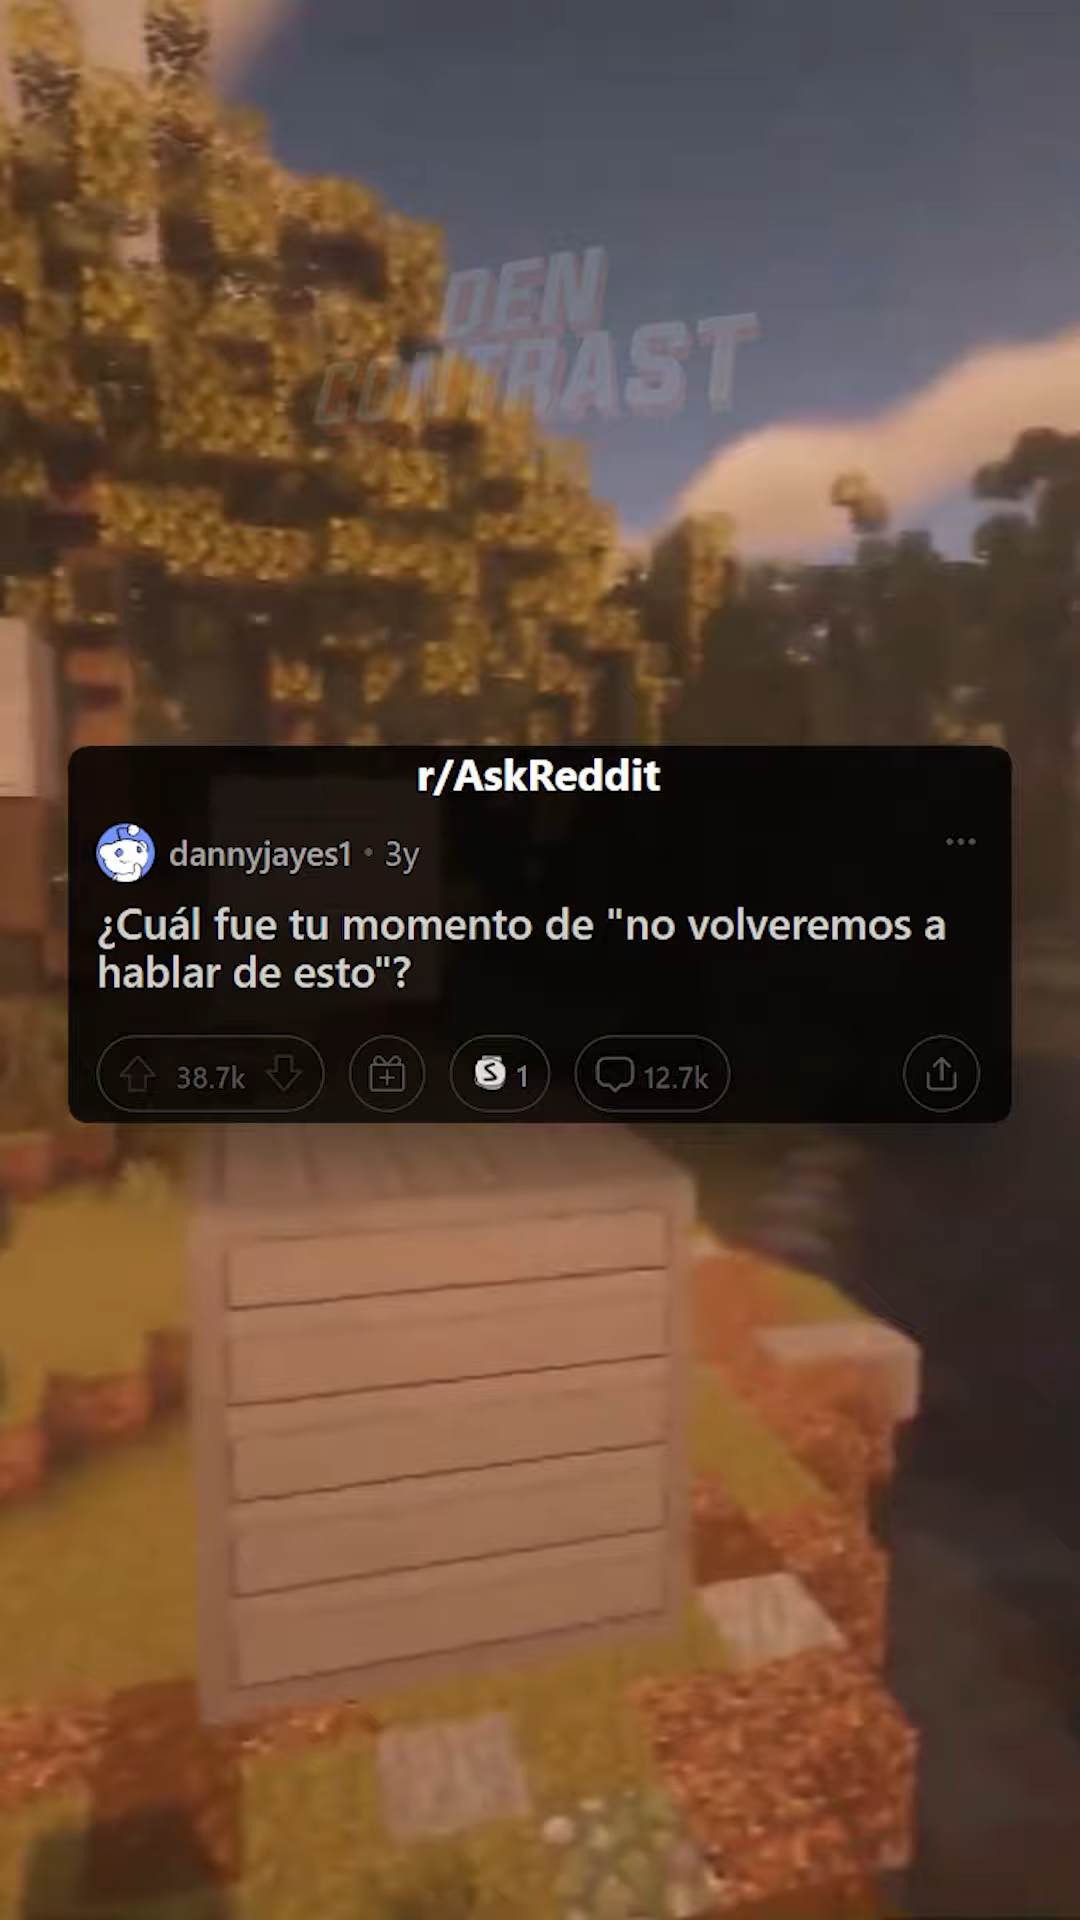 DEN
CONTRAST
r/AskReddit
dannyjayes1 · 3y
¿Cuál fue tu momento de "no volveremos a
hablar de esto"?
38.7k
1
12.7k